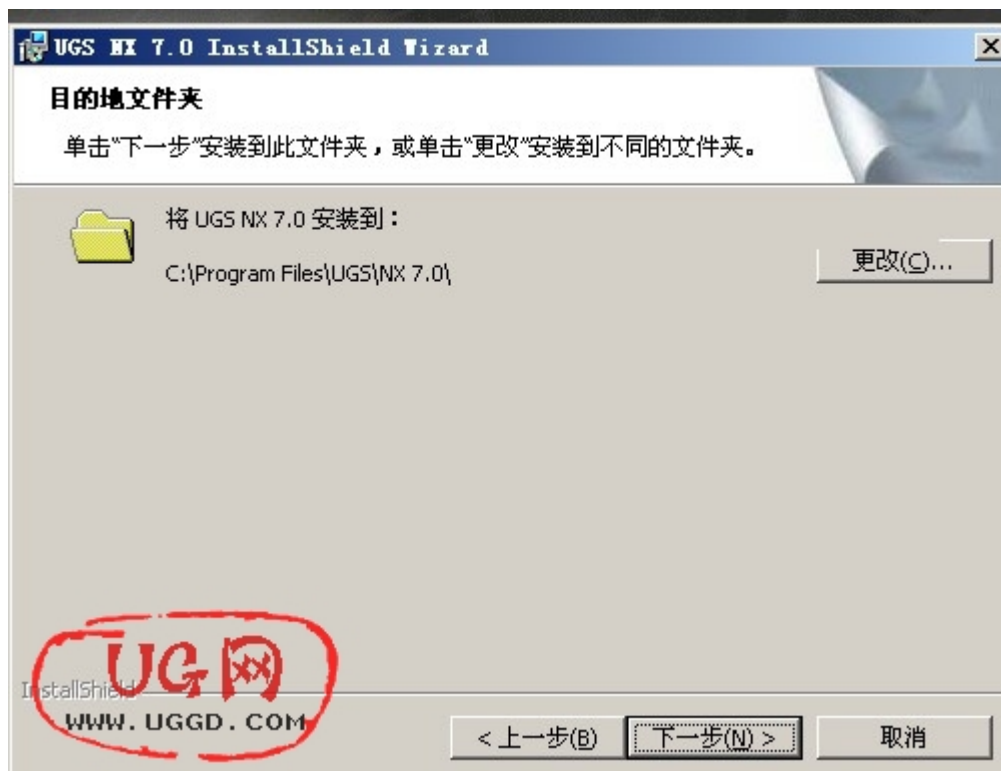 UGS NX 7.0 InstallShield Wizard
目的地文件夹
单击“下一步”安装到此文件夹，或单击“更改”安装到不同的文件夹。
将 UGS NX 7.0 安装到：
C:\Program Files\UGS\NX 7.0\
更改(C)...
UG网
InstallShield
WWW.UGGD.COM
< 上一步(B)
下一步(N) >
取消